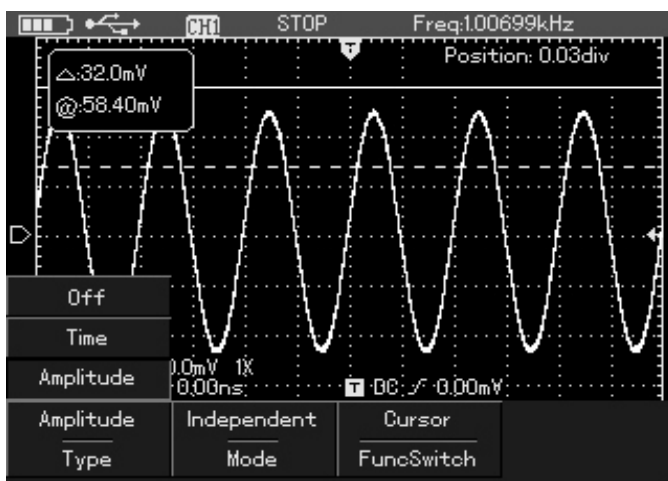 CH1 STOP Freq:1.00699kHz
T
Position: 0.03div
△:32.0mV
@:58.40mV
Off
Time
Amplitude
0.0mV 1X
0.00ns T DC 0.00mV
Amplitude Independent Cursor
Type Mode FuncSwitch